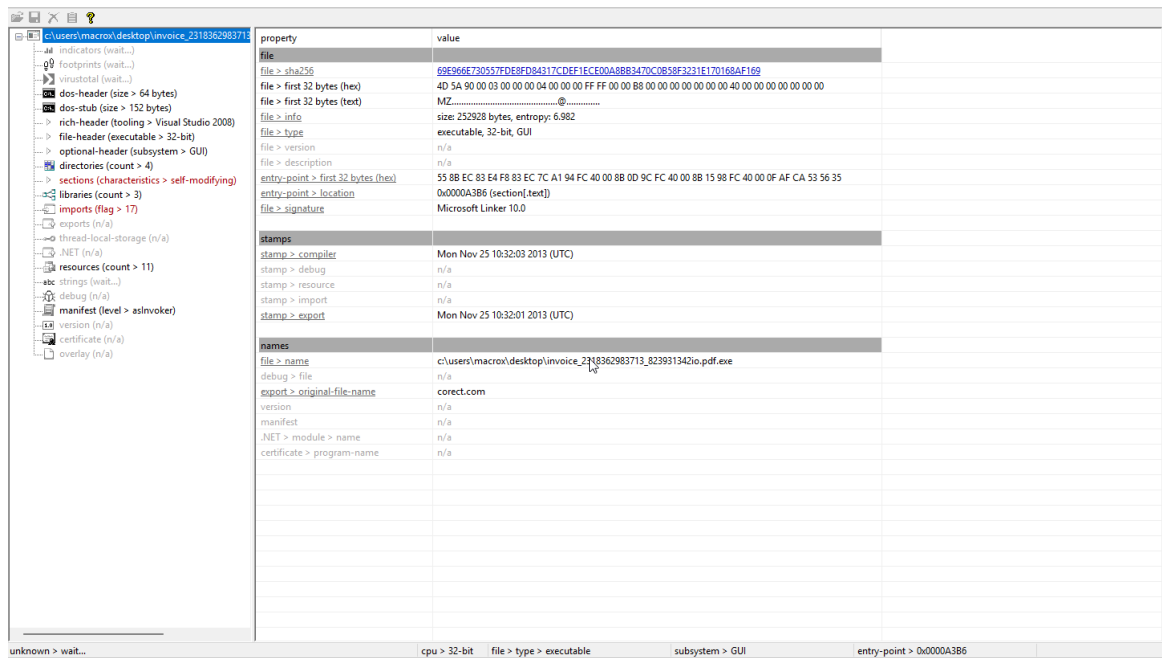 c:\users\macrox\desktop\invoice_2318362983713
indicators (wait...)
footprints (wait...)
virustotal (wait...)
dos-header (size > 64 bytes)
dos-stub (size > 152 bytes)
rich-header (tooling > Visual Studio 2008)
file-header (executable > 32-bit)
optional-header (subsystem > GUI)
directories (count > 4)
sections (characteristics > self-modifying)
libraries (count > 3)
imports (flag > 17)
exports (n/a)
thread-local-storage (n/a)
.NET (n/a)
resources (count > 11)
abc strings (wait...)
debug (n/a)
manifest (level > asInvoker)
version (n/a)
certificate (n/a)
overlay (n/a)
property value
file
file > sha256 69E966E730557FDE8FD84317CDEF1ECE00A8BB3470C0B58F3231E170168AF169
file > first 32 bytes (hex) 4D 5A 90 00 03 00 00 00 04 00 00 00 FF FF 00 00 B8 00 00 00 00 00 00 00 40 00 00 00 00 00 00 00
file > first 32 bytes (text) MZ..............................................@..............
file > info size: 252928 bytes, entropy: 6.982
file > type executable, 32-bit, GUI
file > version n/a
file > description n/a
entry-point > first 32 bytes (hex) 55 8B EC 83 E4 F8 83 EC 7C A1 94 FC 40 00 8B 0D 9C FC 40 00 8B 15 98 FC 40 00 0F AF CA 53 56 35
entry-point > location 0x0000A3B6 (section[.text])
file > signature Microsoft Linker 10.0
stamps
stamp > compiler Mon Nov 25 10:32:03 2013 (UTC)
stamp > debug n/a
stamp > resource n/a
stamp > import n/a
stamp > export Mon Nov 25 10:32:01 2013 (UTC)
names
file > name c:\users\macrox\desktop\invoice_2318362983713_823931342io.pdf.exe
debug > file n/a
export > original-file-name corect.com
version n/a
manifest n/a
.NET > module > name n/a
certificate > program-name n/a
unknown > wait... cpu > 32-bit file > type > executable subsystem > GUI entry-point > 0x0000A3B6